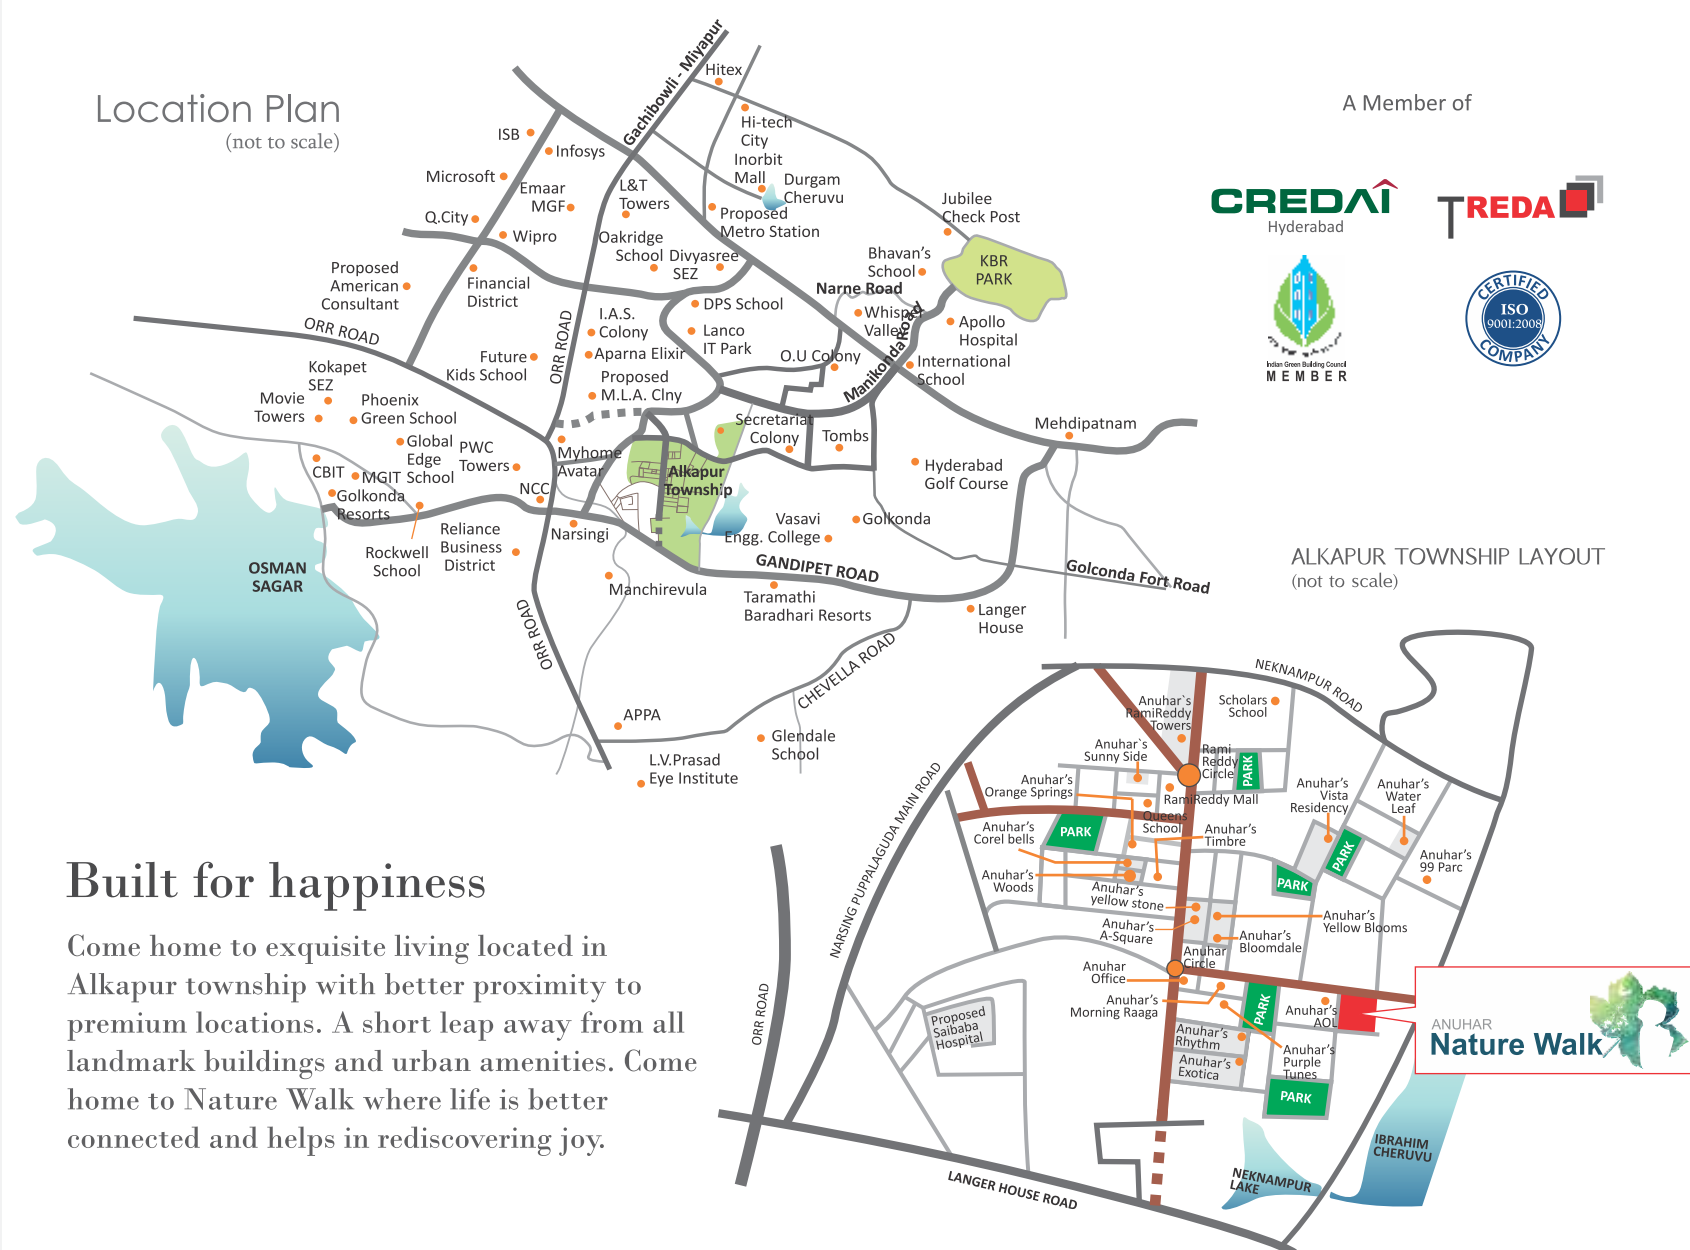 Location Plan
(not to scale)
Gachibowli - Miyapur
Hitex
Hi-tech
City
Inorbit
Mall
Durgam
Cheruvu
ISB
Infosys
Microsoft
Emaar
MGF
L&T
Towers
Q.City
Wipro
Proposed
Metro Station
Oakridge
School
Divyasree
SEZ
Jubilee
Check Post
Bhavan's
School
KBR
PARK
Narne Road
Proposed
American
Consultant
Financial
District
DPS School
Whisper
Valley
Manikonda Road
Apollo
Hospital
ORR ROAD
ORR ROAD
I.A.S.
Colony
Lanco
IT Park
Aparna Elixir
O.U Colony
International
School
Future
Kids School
Proposed
M.L.A. Clny
Kokapet
SEZ
Movie
Towers
Phoenix
Green School
Global
Edge
School
PWC
Towers
Myhome
Avatar
Secretariat
Colony
Tombs
Mehdipatnam
CBIT
MGIT
Golkonda
Resorts
NCC
Alkapur
Township
Hyderabad
Golf Course
Rockwell
School
Reliance
Business
District
Narsingi
Vasavi
Engg. College
Golkonda
OSMAN
SAGAR
Manchirevula
GANDIPET ROAD
Taramathi
Baradhari Resorts
Golconda Fort Road
Langer
House
ORR ROAD
CHEVELLA ROAD
APPA
Glendale
School
L.V.Prasad
Eye Institute
A Member of
CREDAI
Hyderabad
TREDA
Indian Green Building Council
MEMBER
CERTIFIED
ISO
9001:2008
COMPANY
ALKAPUR TOWNSHIP LAYOUT
(not to scale)
NEKNAMPUR ROAD
Anuhar`s
RamiReddy
Towers
Scholars
School
Anuhar`s
Sunny Side
Rami
Reddy
Circle
PARK
Anuhar's
Orange Springs
RamiReddy Mall
Queens
School
Anuhar's
Vista
Residency
Anuhar's
Water
Leaf
NARSING PUPPALAGUDA MAIN ROAD
Anuhar's
Corel bells
PARK
Anuhar's
Timbre
PARK
Anuhar's
99 Parc
Anuhar's
Woods
PARK
Anuhar's
yellow stone
Anuhar's
A-Square
Anuhar's
Yellow Blooms
Anuhar's
Bloomdale
Anuhar
Circle
Anuhar
Office
Anuhar's
Morning Raaga
PARK
Anuhar's
AOL
ANUHAR
Nature Walk
Proposed
Saibaba
Hospital
Anuhar's
Rhythm
Anuhar's
Exotica
Anuhar's
Purple
Tunes
PARK
ORR ROAD
LANGER HOUSE ROAD
NEKNAMPUR
LAKE
IBRAHIM
CHERUVU
Built for happiness
Come home to exquisite living located in
Alkapur township with better proximity to
premium locations. A short leap away from all
landmark buildings and urban amenities. Come
home to Nature Walk where life is better
connected and helps in rediscovering joy.